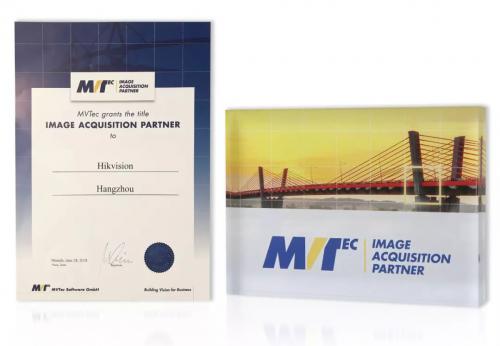 MVTEC
IMAGE
ACQUISITION
PARTNER
MVTec grants the title
IMAGE ACQUISITION PARTNER
to
Hikvision
Hangzhou
MVTec Software GmbH
Building Vision for Business
MVTEC
IMAGE
ACQUISITION
PARTNER